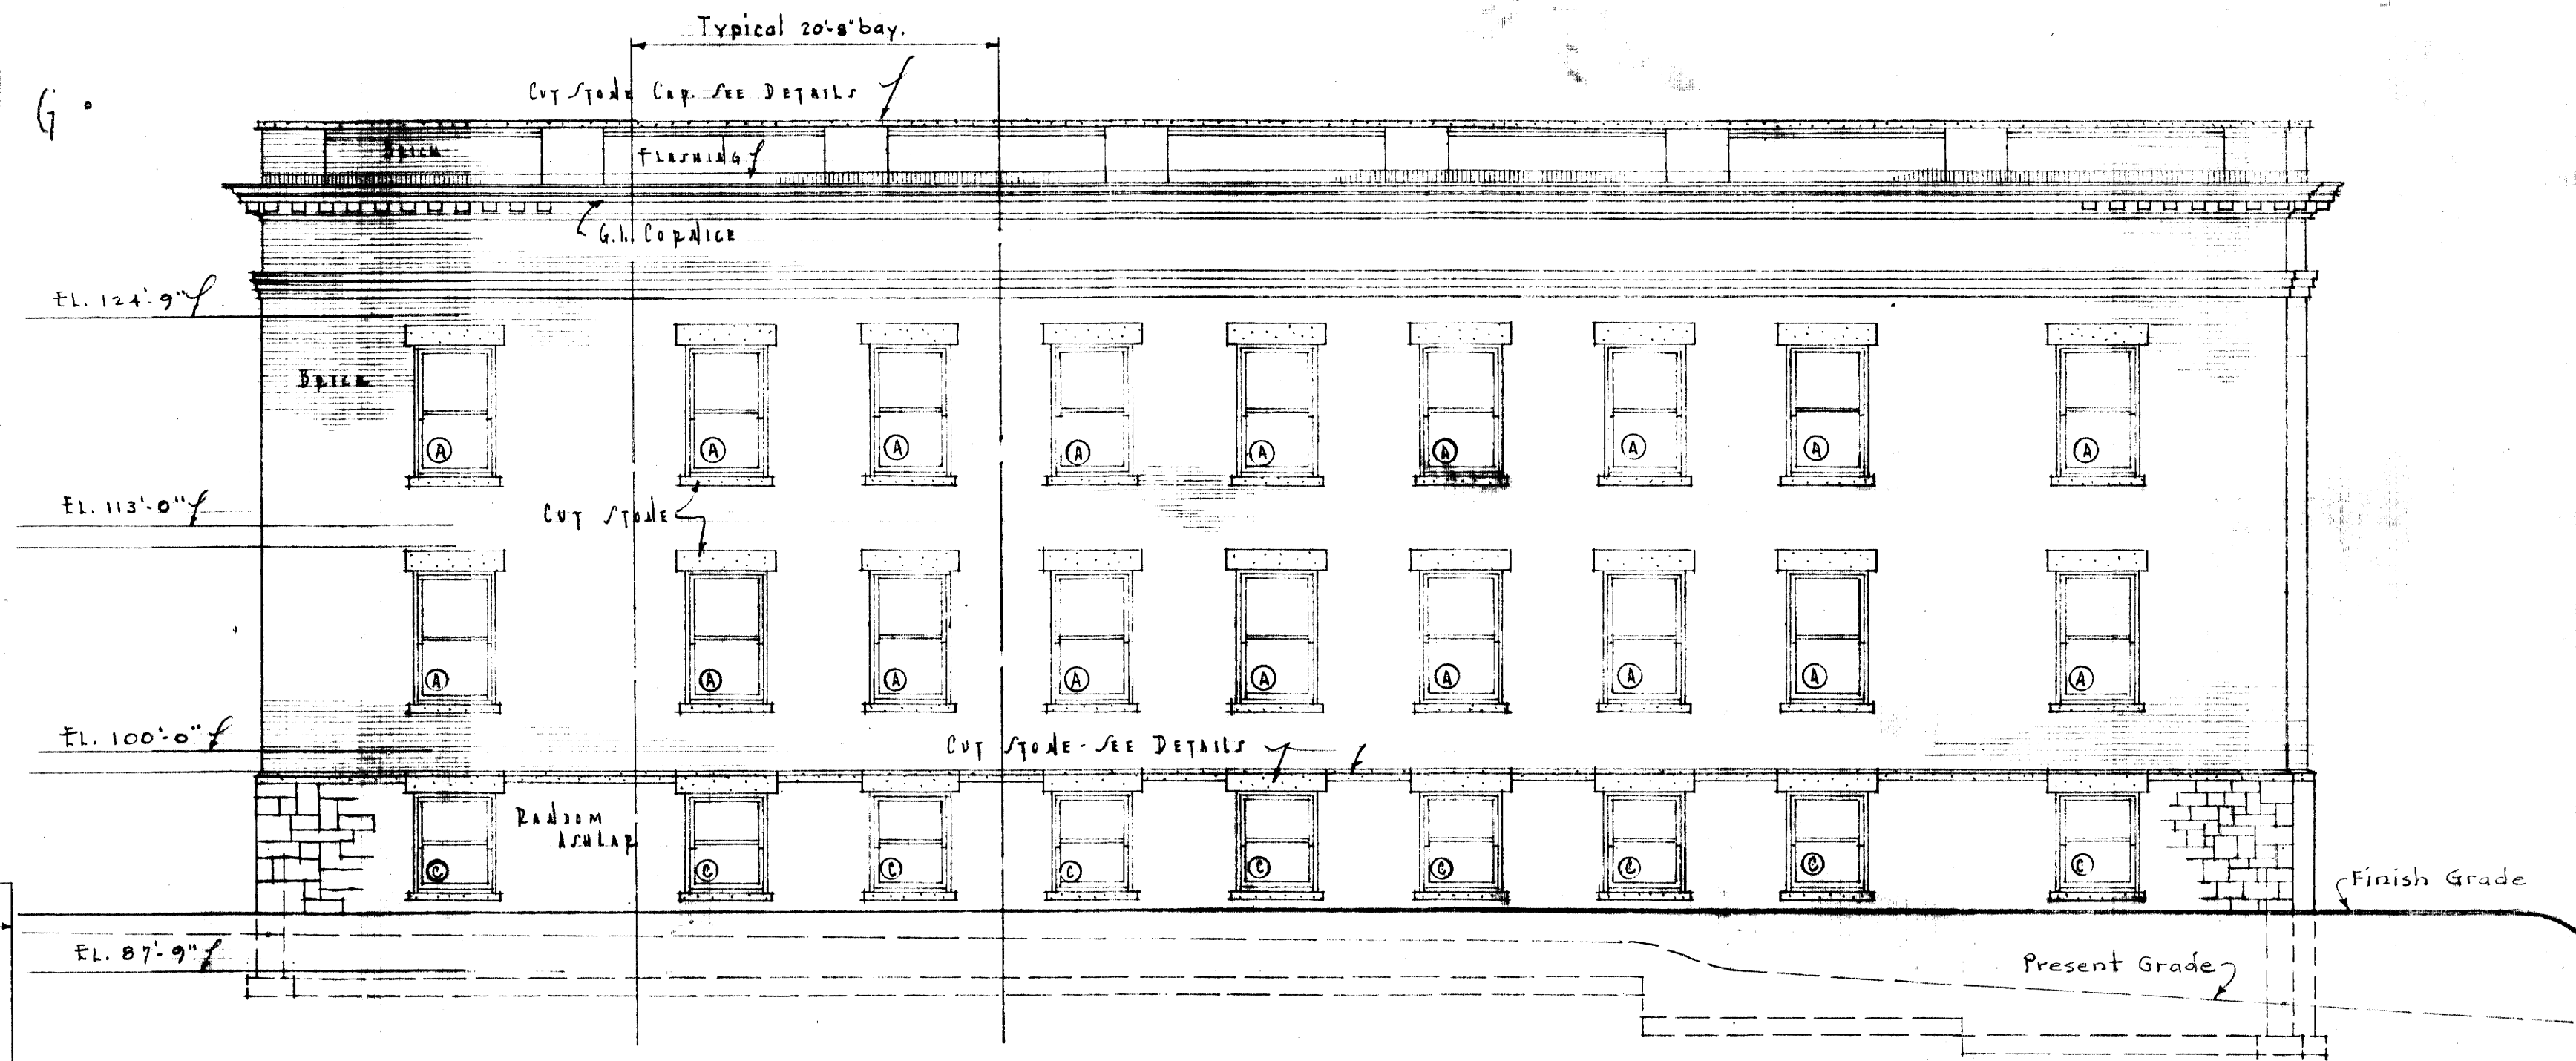 Typical 20'-8" bay.
CUT STONE CAP. SEE DETAILS
G
BRICK
FLASHING
G.I. CORNICE
EL. 124'-9"
BRICK
A A A A A A A A A
EL. 113'-0"
CUT STONE
A A A A A A A A A
EL. 100'-0"
CUT STONE - SEE DETAILS
RANDOM
ASHLAR
C C C C C C C C C
Finish Grade
EL. 87'-9"
Present Grade